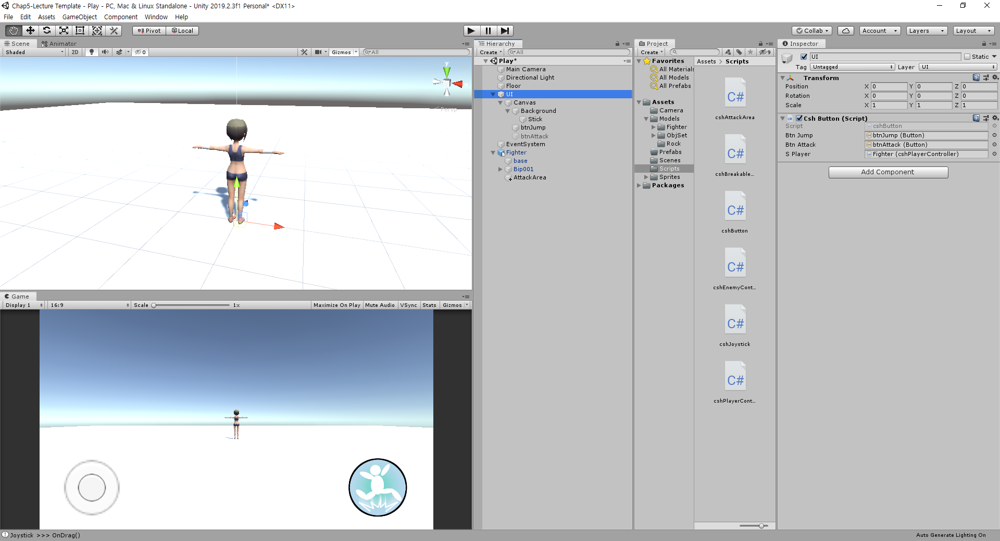 Chap5-Lecture Template - Play - PC, Mac & Linux Standalone - Unity 2019.2.3f1 Personal* <DX11>
File Edit Assets GameObject Component Window Help
Pivot Local Collab Account Layers Layout
Scene Animator
Shaded 2D 0 Gizmos All
y
Persp
Game
Display 1 16:9 Scale 1x Maximize On Play Mute Audio VSync Stats Gizmos
Joystick >>> OnDrag()
Hierarchy
Create All
Play*
Main Camera
Directional Light
Floor
UI
Canvas
Background
Stick
btnJump
btnAttack
EventSystem
Fighter
base
Bip001
AttackArea
Project
Create 9
Favorites
All Materials
All Models
All Prefabs
Assets
Camera
Models
Fighter
ObjSet
Rock
Prefabs
Scenes
Scripts
Sprites
Packages
Assets > Scripts
C#
cshAttackArea
C#
cshBreakable...
C#
cshButton
C#
cshEnemyCont...
C#
cshJoystick
C#
cshPlayerCont...
Inspector
UI Static
Tag Untagged Layer UI
Transform
Position X 0 Y 0 Z 0
Rotation X 0 Y 0 Z 0
Scale X 1 Y 1 Z 1
Csh Button (Script)
Script cshButton
Btn Jump btnJump (Button)
Btn Attack btnAttack (Button)
S Player Fighter (cshPlayerController)
Add Component
Auto Generate Lighting On